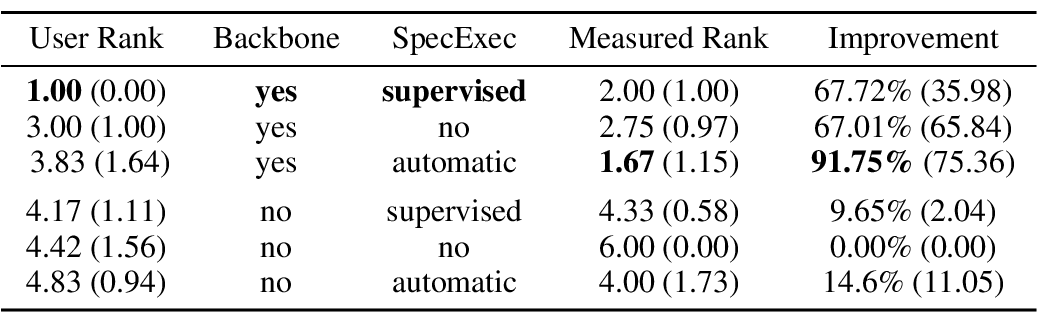 User Rank Backbone SpecExec Measured Rank Improvement
1.00 (0.00) yes supervised 2.00 (1.00) 67.72% (35.98)
3.00 (1.00) yes no 2.75 (0.97) 67.01% (65.84)
3.83 (1.64) yes automatic 1.67 (1.15) 91.75% (75.36)
4.17 (1.11) no supervised 4.33 (0.58) 9.65% (2.04)
4.42 (1.56) no no 6.00 (0.00) 0.00% (0.00)
4.83 (0.94) no automatic 4.00 (1.73) 14.6% (11.05)